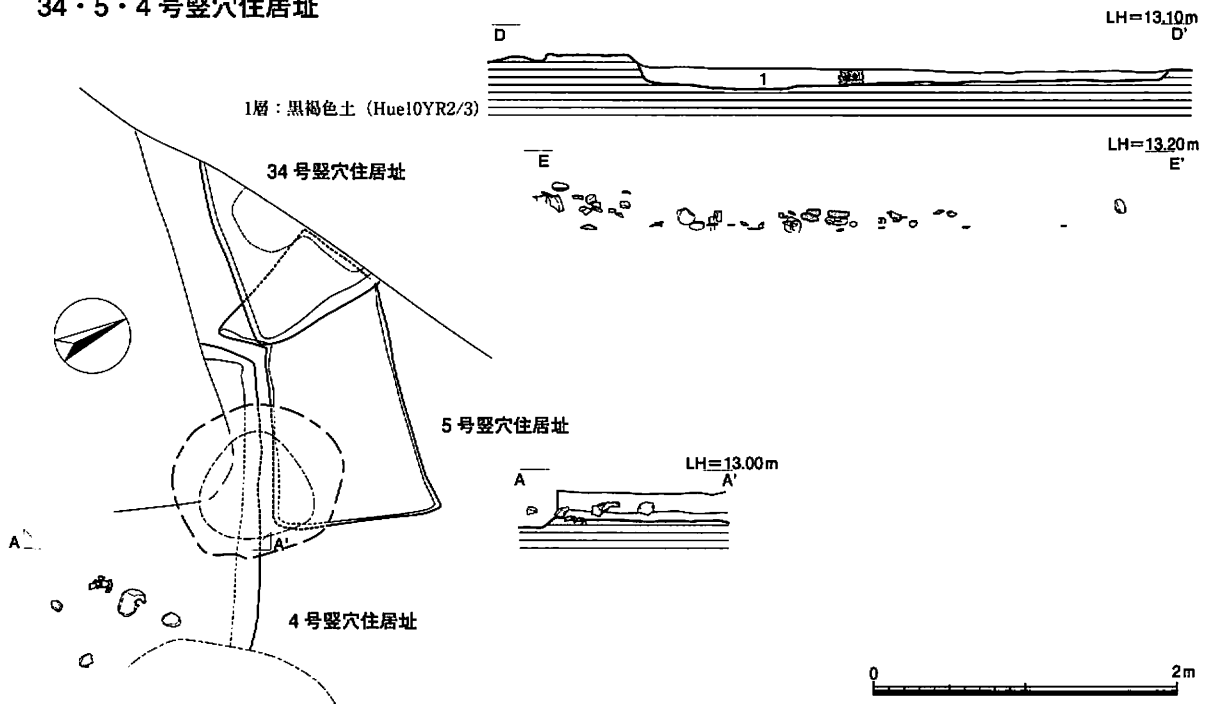 34・5・4号竪穴住居址
LH=13.10m
D
D'
1
1層：黒褐色土（Hue10YR2/3）
LH=13.20m
E
E'
34号竪穴住居址
5号竪穴住居址
LH=13.00m
A
A'
A
A'
4号竪穴住居址
0
2m